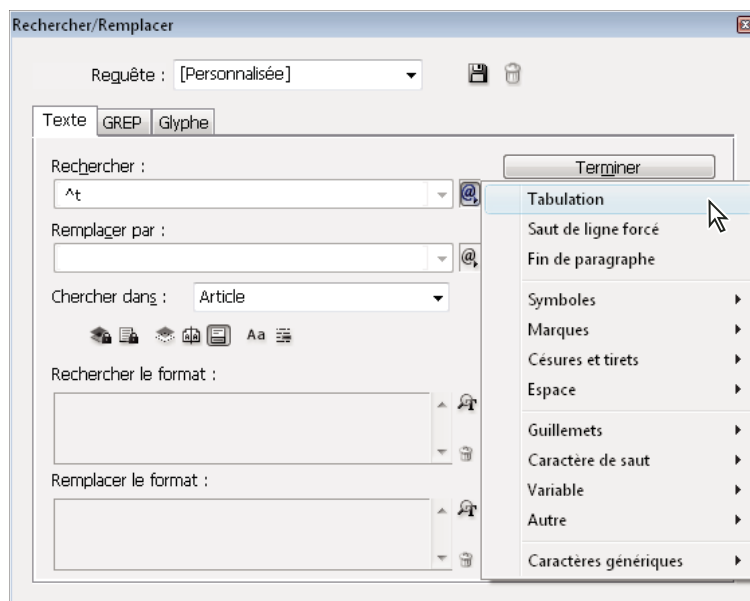 Rechercher/Remplacer
Requête : [Personnalisée]
Texte GREP Glyphe
Rechercher :
Terminer
^t
@
Remplacer par :
@
Chercher dans : Article
Aa
Rechercher le format :
Remplacer le format :
Tabulation
Saut de ligne forcé
Fin de paragraphe
Symboles
Marques
Césures et tirets
Espace
Guillemets
Caractère de saut
Variable
Autre
Caractères génériques